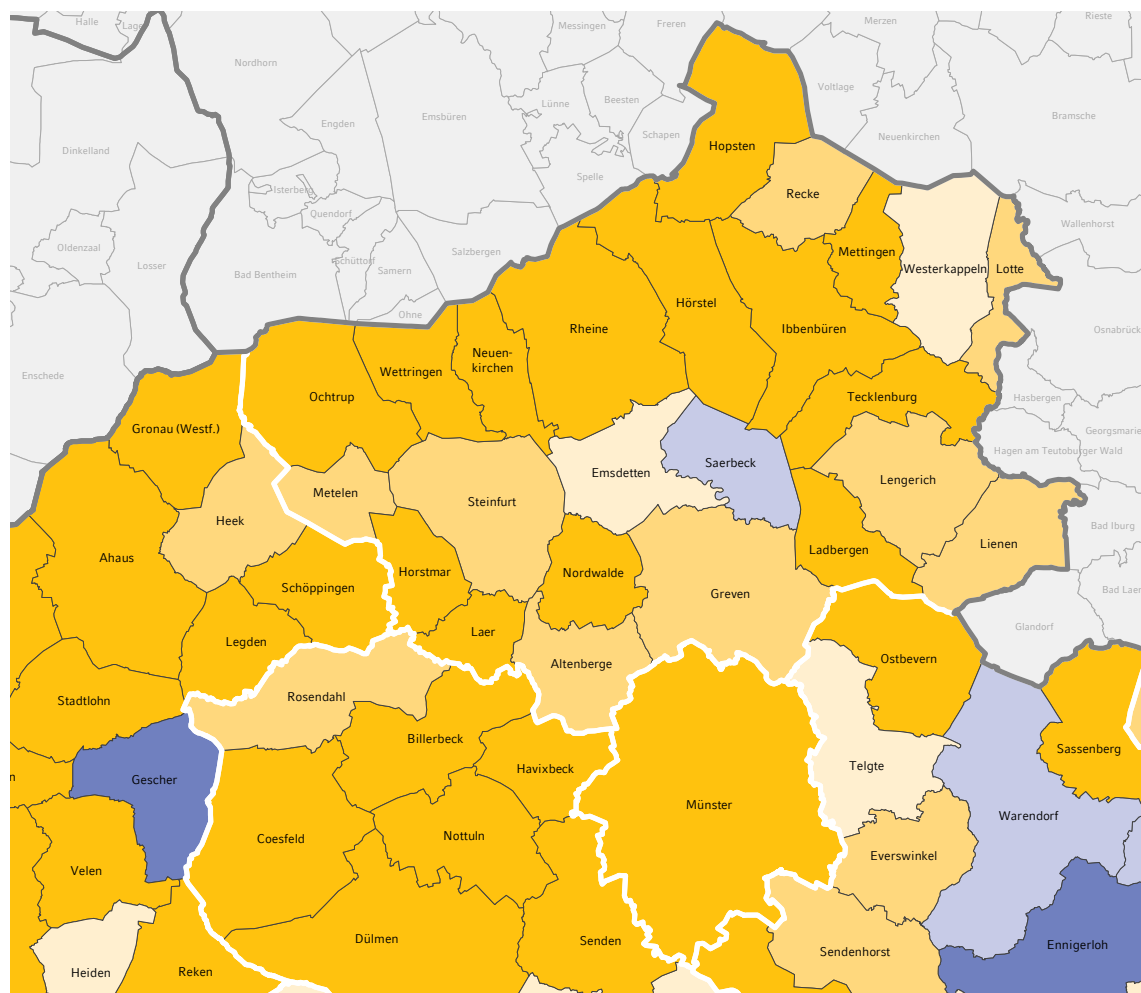 Halle
Lage
Messingen
Freren
Merzen
Rieste
Nordhorn
Voltlage
Lünne
Beesten
Emsbüren
Engden
Schapen
Bramsche
Neuenkirchen
Dinkelland
Hopsten
Spelle
Isterberg
Recke
Quendorf
Wallenhorst
Oldenzaal
Salzbergen
Mettingen
Losser
Schüttorf
Samern
Bad Bentheim
Westerkappeln
Lotte
Hörstel
Ohne
Rheine
Ibbenbüren
Osnabrück
Neuen-
kirchen
Enschede
Wettringen
Ochtrup
Tecklenburg
Hasbergen
Gronau (Westf.)
Georgsmarie
Hagen am Teutoburger Wald
Saerbeck
Emsdetten
Lengerich
Metelen
Steinfurt
Heek
Bad Iburg
Lienen
Ladbergen
Ahaus
Horstmar
Nordwalde
Schöppingen
Bad Laer
Greven
Glandorf
Laer
Legden
Ostbevern
Altenberge
Rosendahl
Stadtlohn
Billerbeck
Sassenberg
Telgte
Havixbeck
n
Gescher
Münster
Warendorf
Nottuln
Coesfeld
Everswinkel
Velen
Dülmen
Senden
Ennigerloh
Sendenhorst
Heiden
Reken